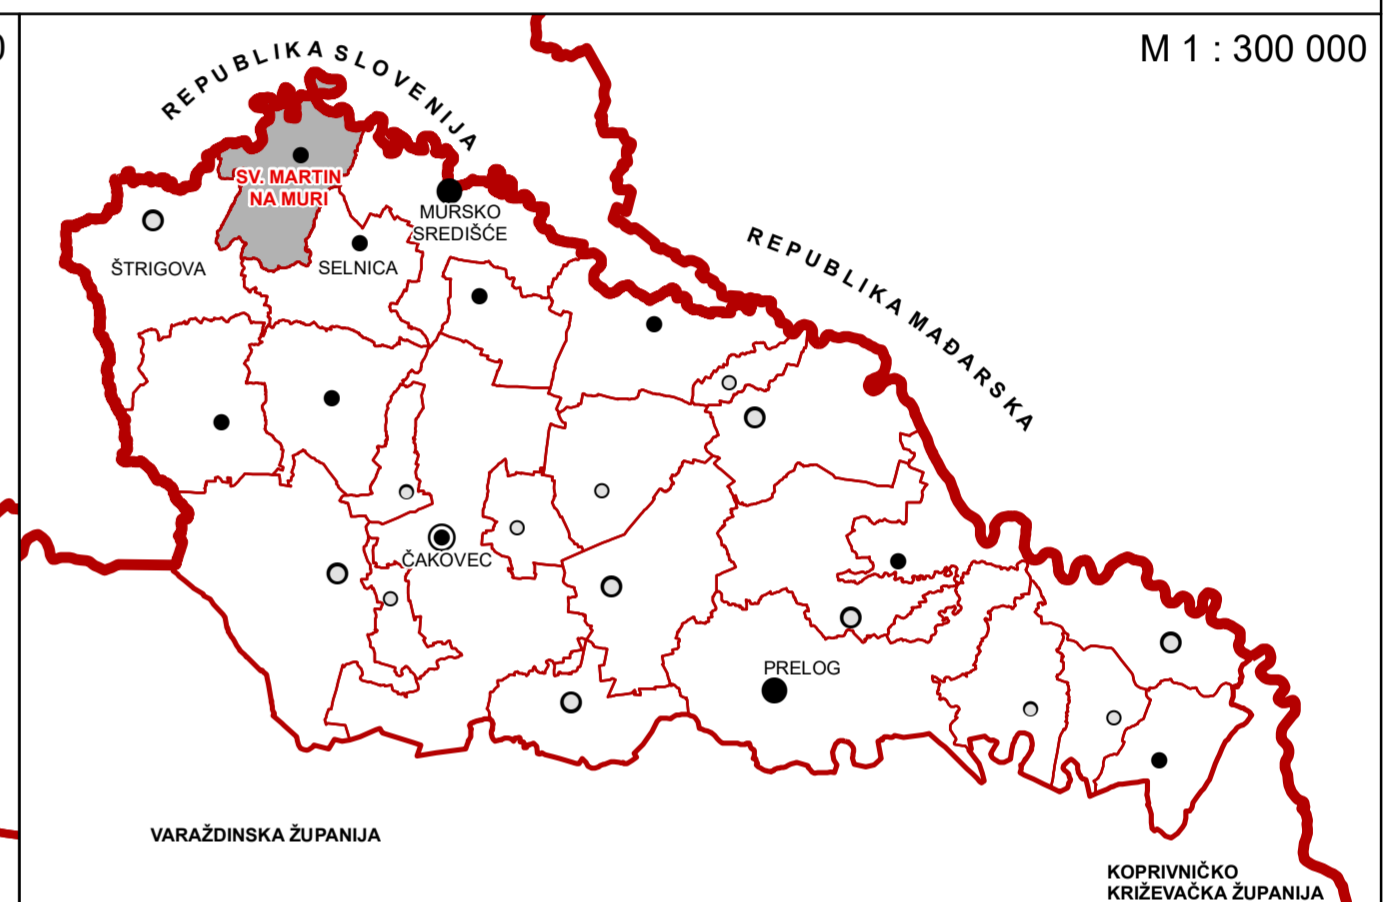 M 1 : 300 000
REPUBLIKA SLOVENIJA
SV. MARTIN
NA MURI
MURSKO
SREDIŠĆE
ŠTRIGOVA
SELNICA
REPUBLIKA MAĐARSKA
ČAKOVEC
PRELOG
VARAŽDINSKA ŽUPANIJA
KOPRIVNIČKO
KRIŽEVAČKA ŽUPANIJA